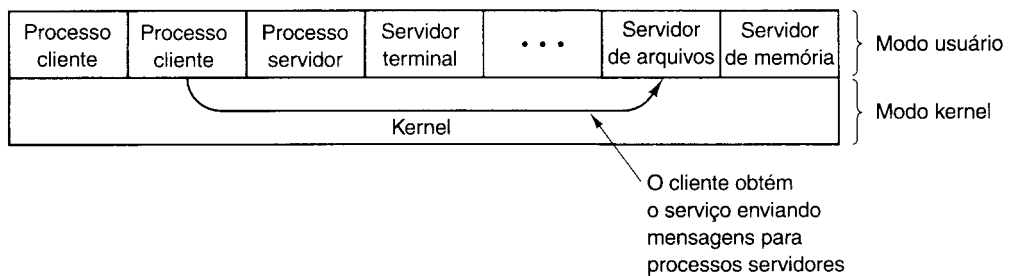 Processo
cliente
Processo
cliente
Processo
servidor
Servidor
terminal
• • •
Servidor
de arquivos
Servidor
de memória
Modo usuário
Kernel
Modo kernel
O cliente obtém
o serviço enviando
mensagens para
processos servidores